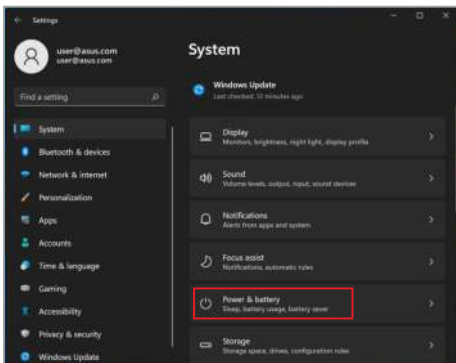 Settings
user@asus.com
user@asus.com
Find a setting
System
Bluetooth & devices
Network & internet
Personalization
Apps
Accounts
Time & language
Gaming
Accessibility
Privacy & security
Windows Update
System
Windows Update
Last checked: 12 minutes ago
Display
Monitors, brightness, night light, display profile
Sound
Volume levels, output, input, sound devices
Notifications
Alerts from apps and system
Focus assist
Notifications, automatic rules
Power & battery
Sleep, battery usage, battery saver
Storage
Storage space, drives, configuration rules